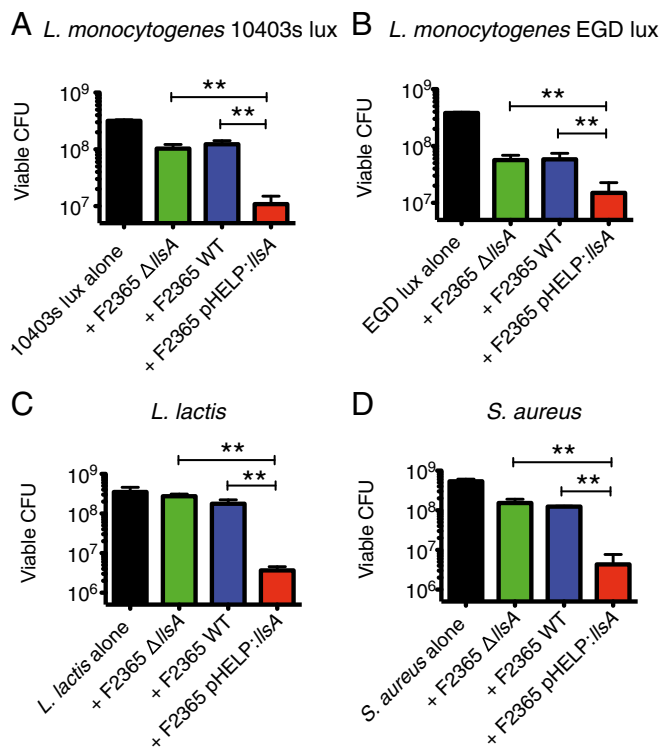 A L. monocytogenes 10403s lux
Viable CFU
10⁹
10⁸
10⁷
**
**
10403s lux alone
+ F2365 ΔllsA
+ F2365 WT
+ F2365 pHELP:llsA
B L. monocytogenes EGD lux
Viable CFU
10⁹
10⁸
10⁷
**
**
EGD lux alone
+ F2365 ΔllsA
+ F2365 WT
+ F2365 pHELP:llsA
C L. lactis
Viable CFU
10⁹
10⁸
10⁷
10⁶
**
**
L. lactis alone
+ F2365 ΔllsA
+ F2365 WT
+ F2365 pHELP:llsA
D S. aureus
Viable CFU
10⁹
10⁸
10⁷
10⁶
**
**
S. aureus alone
+ F2365 ΔllsA
+ F2365 WT
+ F2365 pHELP:llsA